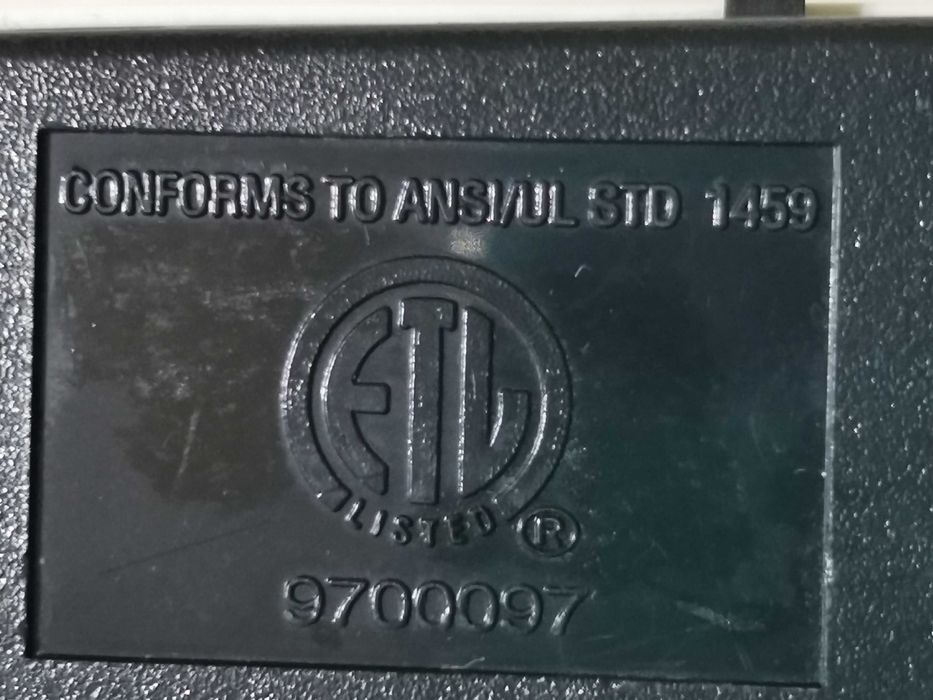 CONFORMS TO ANSI/UL STD 1459
ETL
LISTED ®
9700097